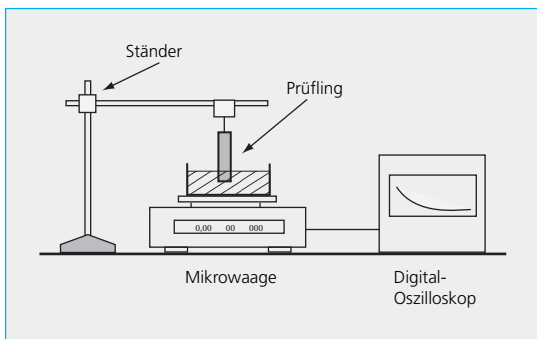 Ständer
Prüfling
0,00 00 000
Mikrowaage
Digital-
Oszilloskop